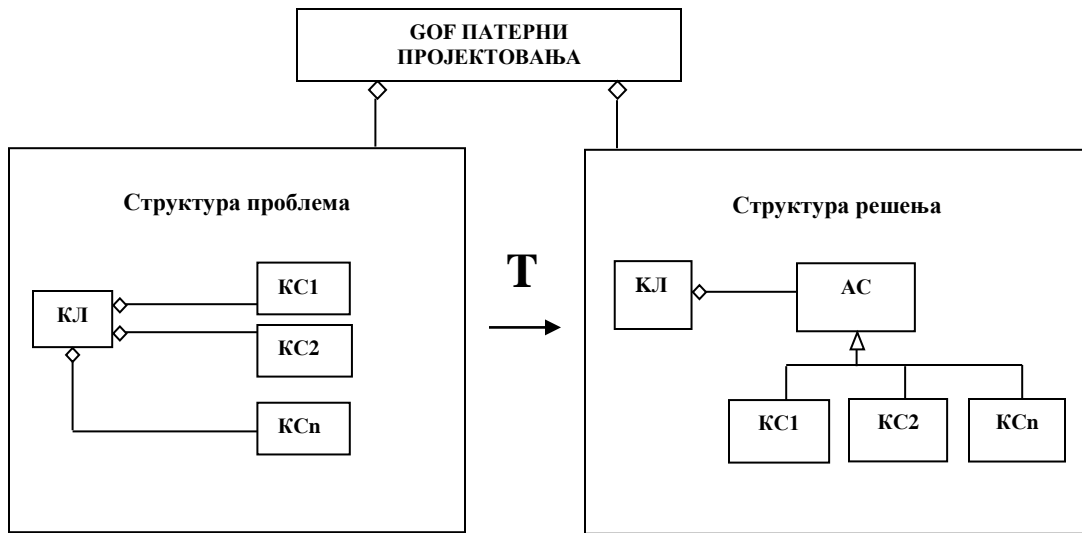 GOF ПАТЕРНИ
ПРОЈЕКТОВАЊА
Структура проблема
КЛ
КС1
КС2
КСn
Т
Структура решења
КЛ
АС
КС1
КС2
КСn